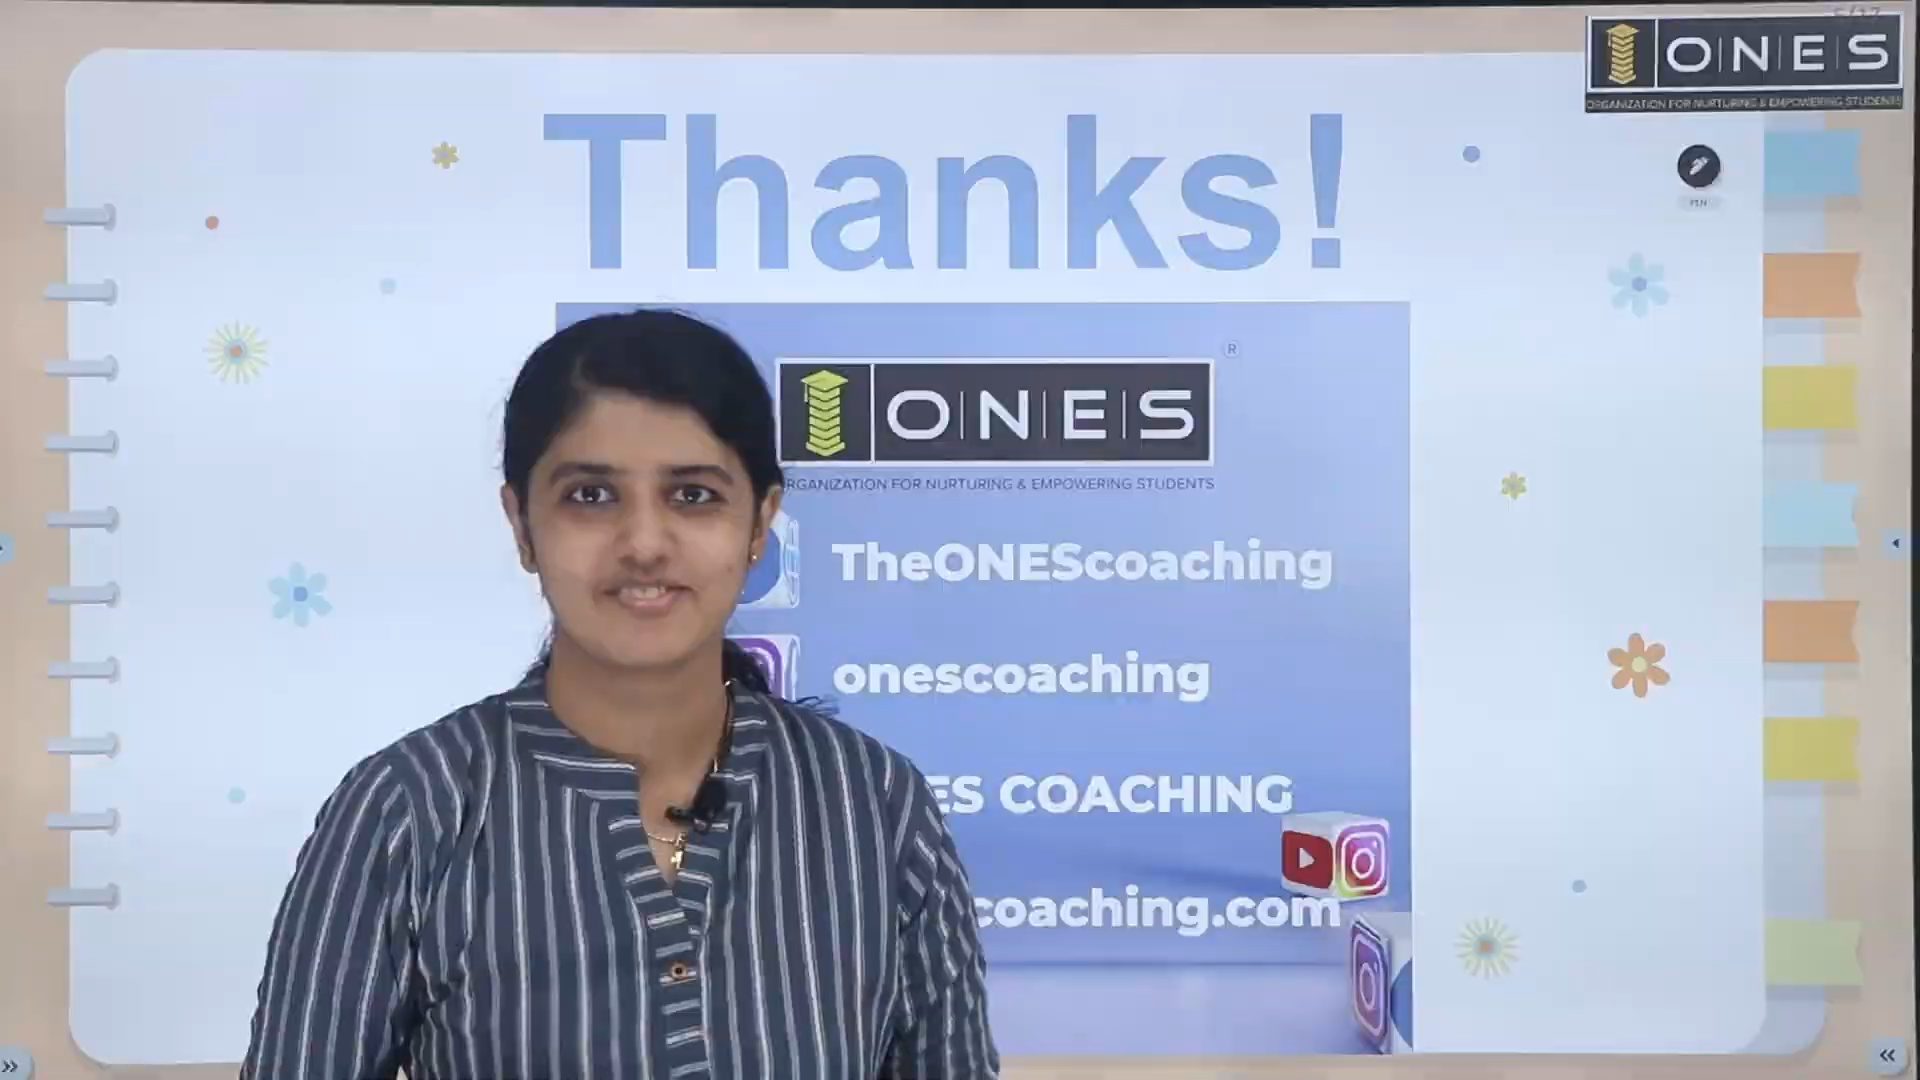 ONES
ORGANIZATION FOR NURTURING & EMPOWERING STUDENTS
Thanks!
PEN
®
ONES
RGANIZATION FOR NURTURING & EMPOWERING STUDENTS
TheONEScoaching
onescoaching
ES COACHING
coaching.com